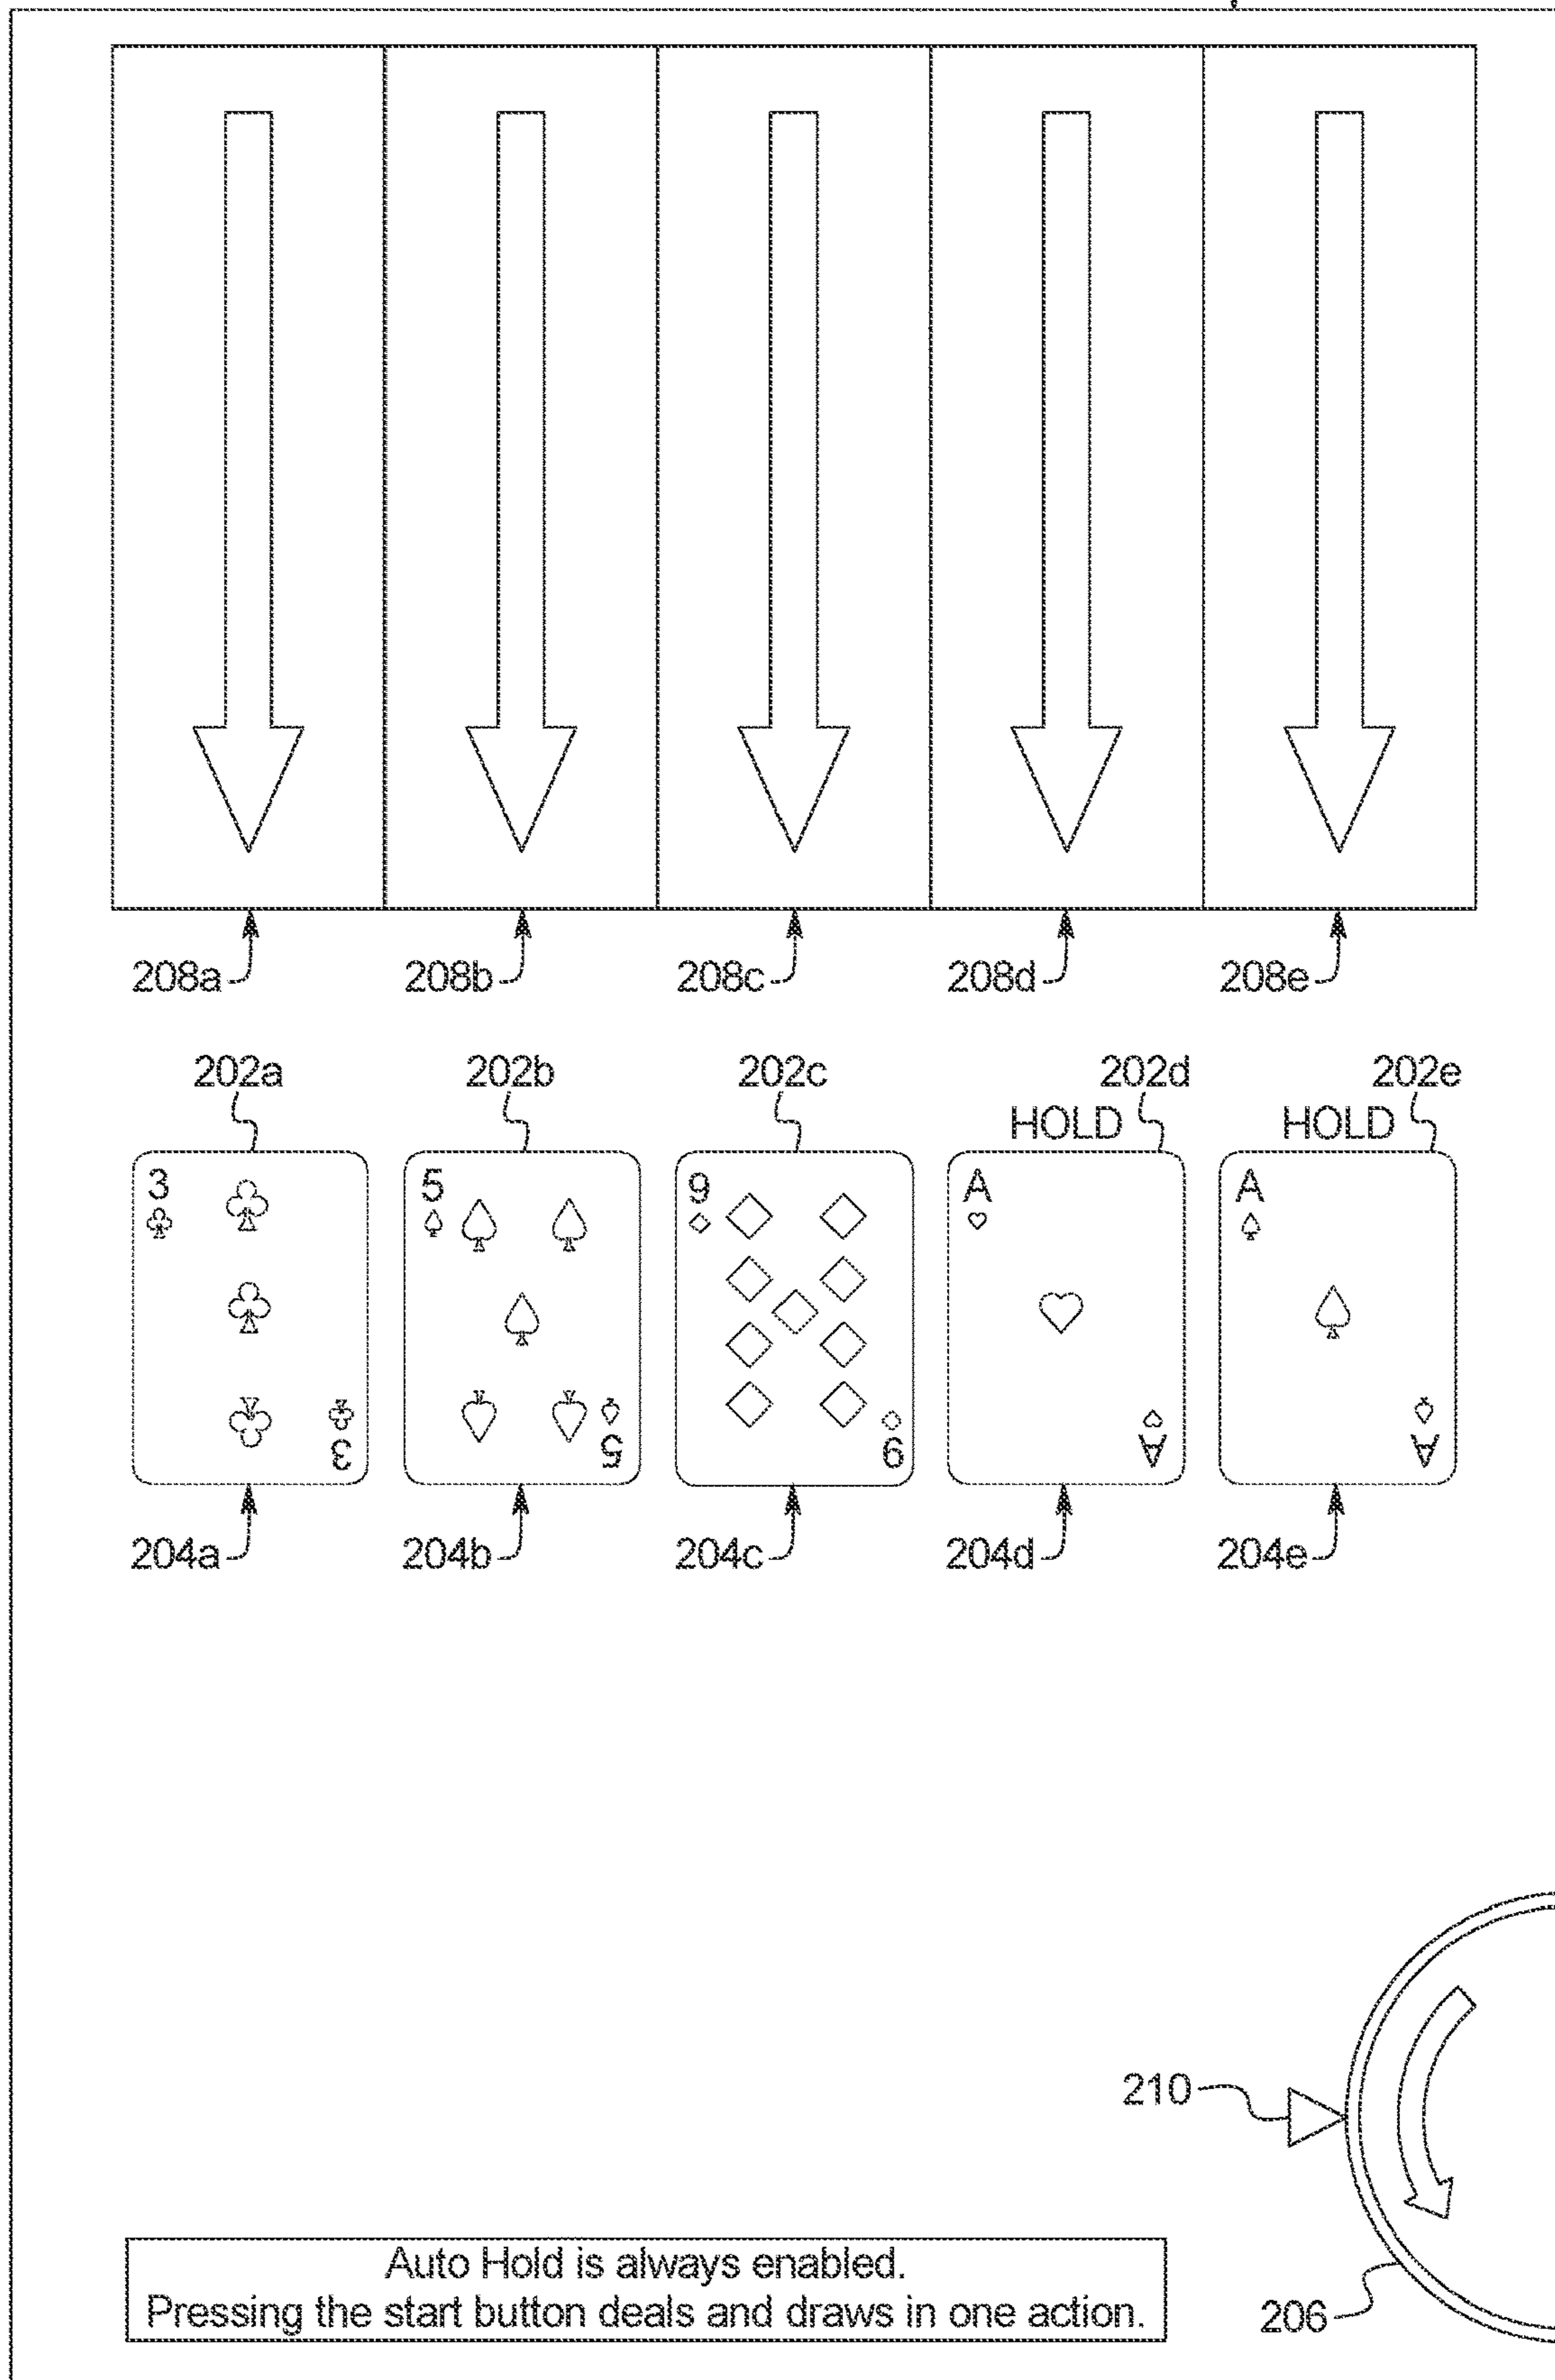 208a 208b 208c 208d 208e
202a 202b 202c 202d 202e
HOLD HOLD
3 5 9 A A
3 5 9 A A
204a 204b 204c 204d 204e
210
Auto Hold is always enabled.
Pressing the start button deals and draws in one action.
206